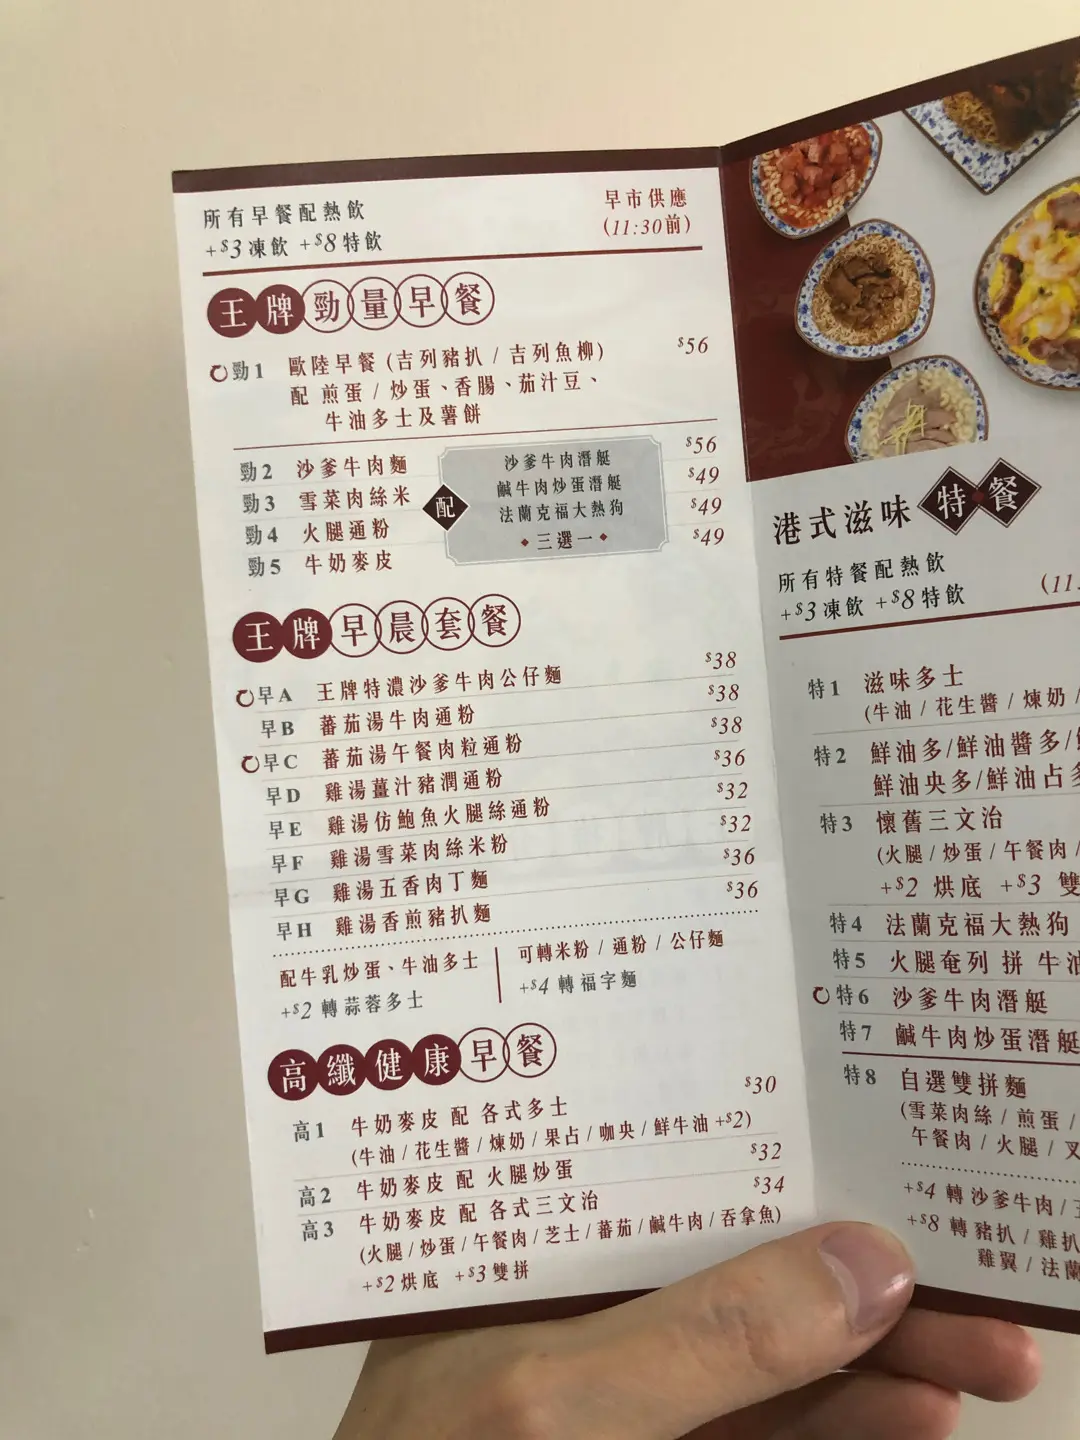 所有早餐配熱飲
+$3凍飲 +$8特飲
早市供應
(11:30前)
王牌勁量早餐
勁1 歐陸早餐 (吉列豬扒 / 吉列魚柳) $56
配 煎蛋 / 炒蛋、香腸、茄汁豆、
牛油多士及薯餅
勁2 沙爹牛肉麵 $56
勁3 雪菜肉絲米 $49
勁4 火腿通粉 $49
勁5 牛奶麥皮 $49
配
沙爹牛肉潛艇
鹹牛肉炒蛋潛艇
法蘭克福大熱狗
三選一
王牌早晨套餐
早A 王牌特濃沙爹牛肉公仔麵 $38
早B 蕃茄湯牛肉通粉 $38
早C 蕃茄湯午餐肉粒通粉 $38
早D 雞湯薑汁豬潤通粉 $36
早E 雞湯仿鮑魚火腿絲通粉 $32
早F 雞湯雪菜肉絲米粉 $32
早G 雞湯五香肉丁麵 $36
早H 雞湯香煎豬扒麵 $36
配牛乳炒蛋、牛油多士
+$2 轉蒜蓉多士
可轉米粉 / 通粉 / 公仔麵
+$4 轉福字麵
高纖健康早餐
高1 牛奶麥皮 配 各式多士 $30
(牛油 / 花生醬 / 煉奶 / 果占 / 咖央 / 鮮牛油 +$2)
高2 牛奶麥皮 配 火腿炒蛋 $32
高3 牛奶麥皮 配 各式三文治 $34
(火腿 / 炒蛋 / 午餐肉 / 芝士 / 蕃茄 / 鹹牛肉 / 吞拿魚)
+$2烘底 +$3雙拼
港式滋味特餐
所有特餐配熱飲
+$3凍飲 +$8特飲
(11:
特1 滋味多士
(牛油 / 花生醬 / 煉奶 /
特2 鮮油多/鮮油醬多/
鮮油央多/鮮油占多
特3 懷舊三文治
(火腿 / 炒蛋 / 午餐肉 /
+$2 烘底 +$3 雙
特4 法蘭克福大熱狗
特5 火腿奄列 拼 牛油
特6 沙爹牛肉潛艇
特7 鹹牛肉炒蛋潛艇
特8 自選雙拼麵
(雪菜肉絲 / 煎蛋 /
午餐肉 / 火腿 / 叉
+$4 轉沙爹牛肉 /
+$8 轉豬扒 / 雞扒
雞翼 / 法蘭